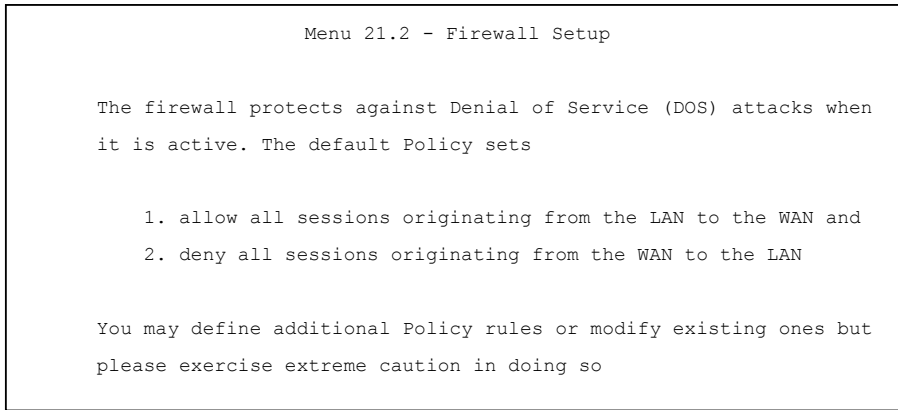 Menu 21.2 - Firewall Setup
The firewall protects against Denial of Service (DOS) attacks when
it is active. The default Policy sets
1. allow all sessions originating from the LAN to the WAN and
2. deny all sessions originating from the WAN to the LAN
You may define additional Policy rules or modify existing ones but
please exercise extreme caution in doing so